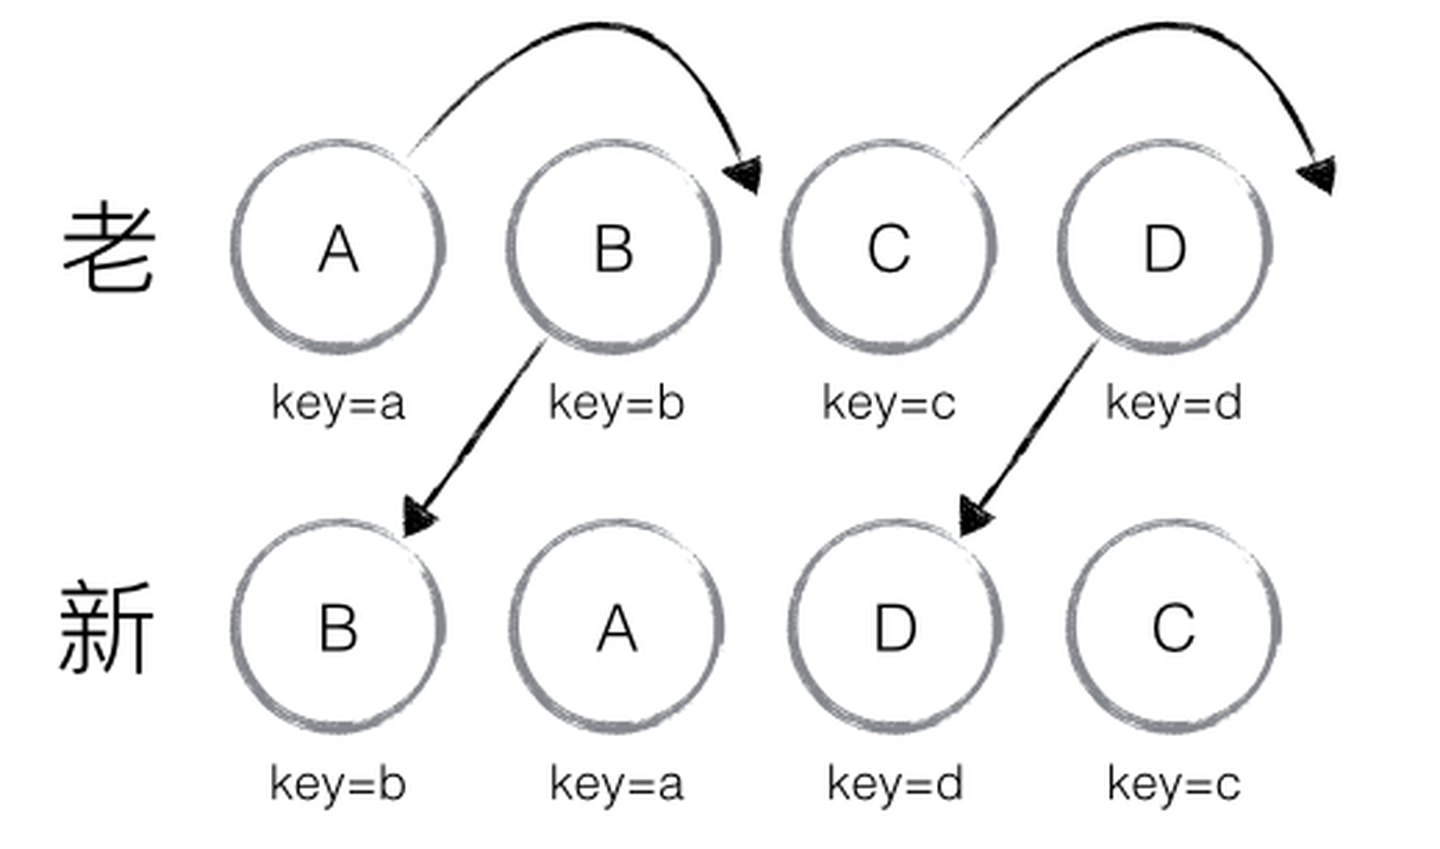 老 A B C D
key=a key=b key=c key=d
新 B A D C
key=b key=a key=d key=c